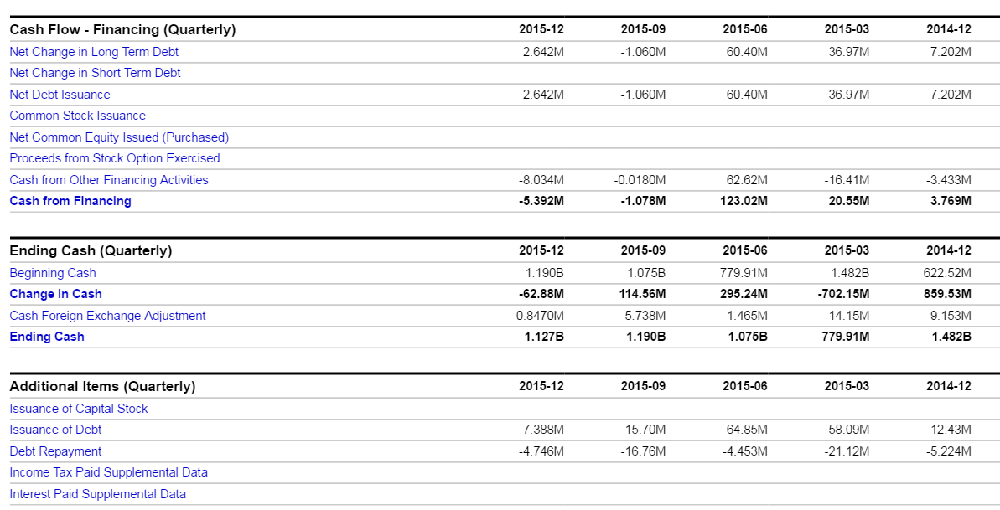 Cash Flow - Financing (Quarterly) 2015-12 2015-09 2015-06 2015-03 2014-12
Net Change in Long Term Debt 2.642M -1.060M 60.40M 36.97M 7.202M
Net Change in Short Term Debt
Net Debt Issuance 2.642M -1.060M 60.40M 36.97M 7.202M
Common Stock Issuance
Net Common Equity Issued (Purchased)
Proceeds from Stock Option Exercised
Cash from Other Financing Activities -8.034M -0.0180M 62.62M -16.41M -3.433M
Cash from Financing -5.392M -1.078M 123.02M 20.55M 3.769M
Ending Cash (Quarterly) 2015-12 2015-09 2015-06 2015-03 2014-12
Beginning Cash 1.190B 1.075B 779.91M 1.482B 622.52M
Change in Cash -62.88M 114.56M 295.24M -702.15M 859.53M
Cash Foreign Exchange Adjustment -0.8470M -5.738M 1.465M -14.15M -9.153M
Ending Cash 1.127B 1.190B 1.075B 779.91M 1.482B
Additional Items (Quarterly) 2015-12 2015-09 2015-06 2015-03 2014-12
Issuance of Capital Stock
Issuance of Debt 7.388M 15.70M 64.85M 58.09M 12.43M
Debt Repayment -4.746M -16.76M -4.453M -21.12M -5.224M
Income Tax Paid Supplemental Data
Interest Paid Supplemental Data